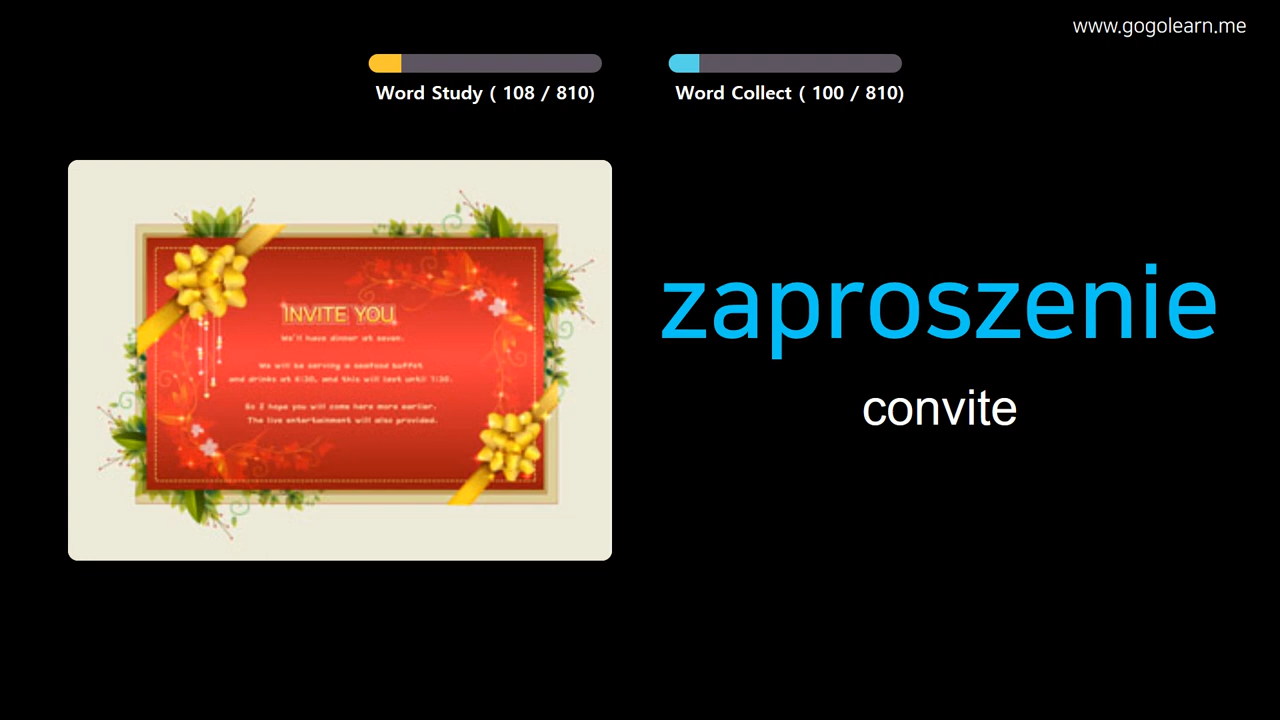 www.gogolearn.me
Word Study ( 108 / 810)
Word Collect ( 100 / 810)
INVITE YOU
We'll have dinner at seven.
We will be serving a seafood buffet
and drinks at 6:30, and this will last until 7:30.
So I hope you will come here more earlier.
The live entertainment will also provided.
zaproszenie
convite